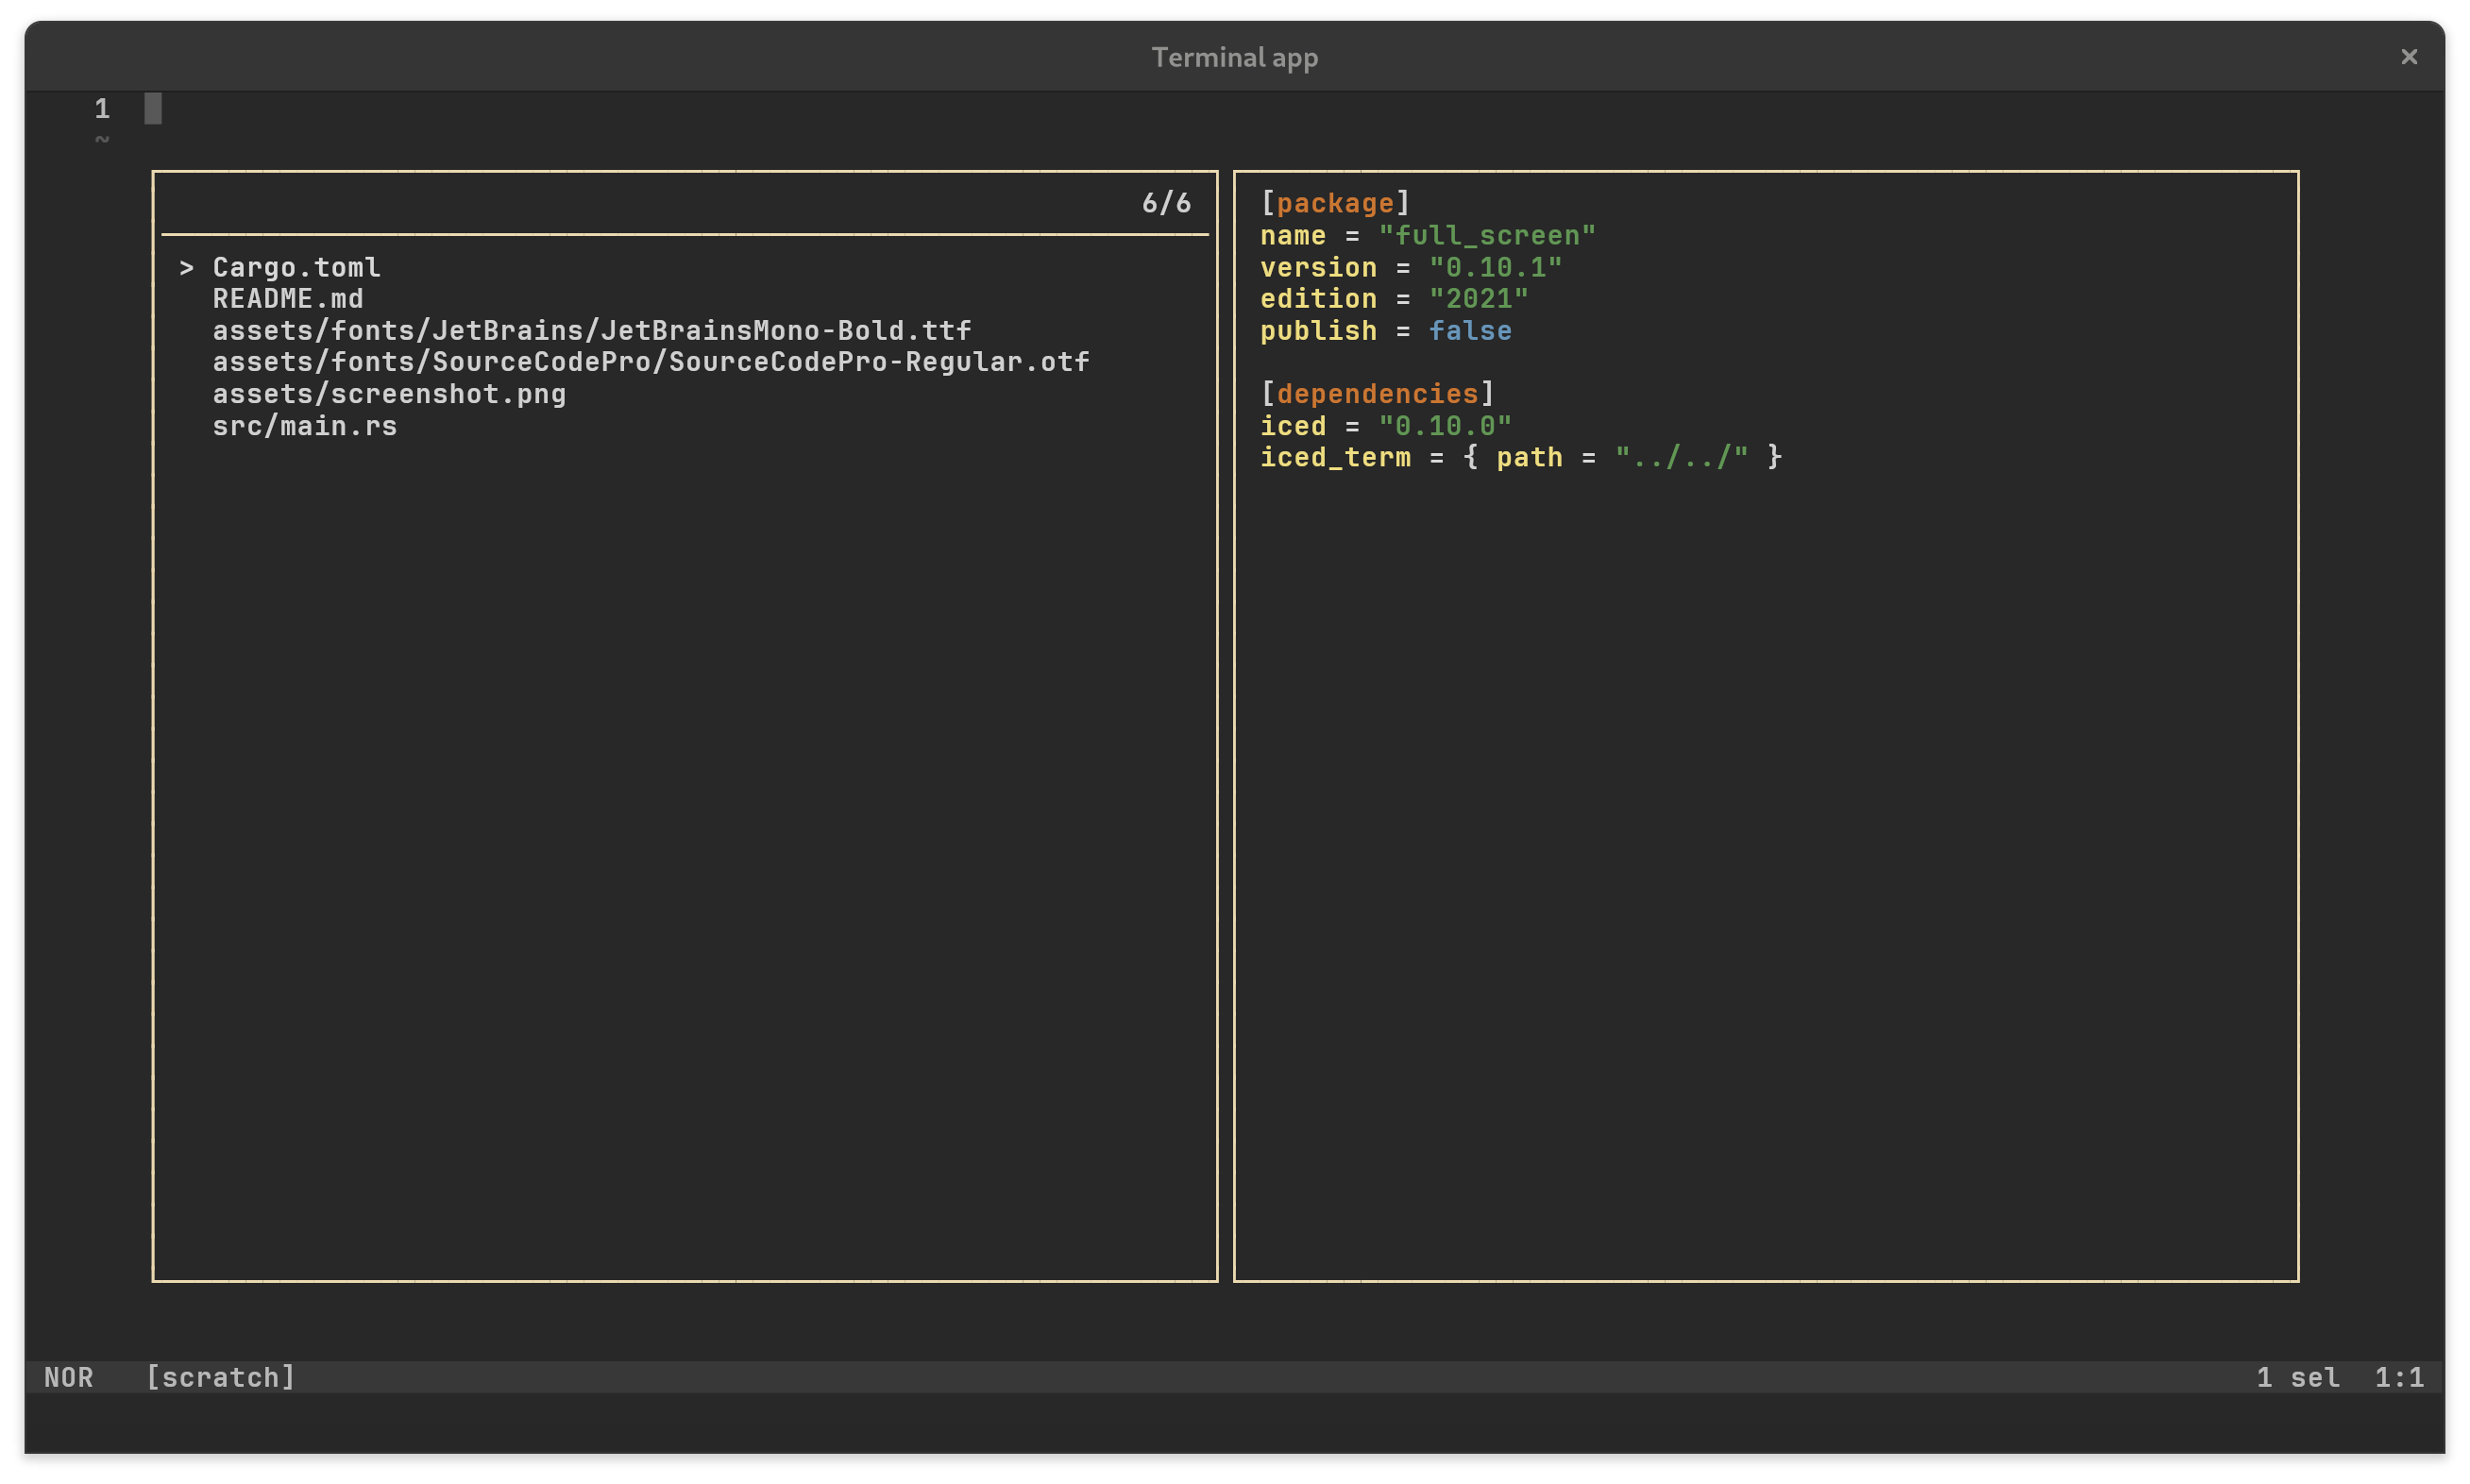 Terminal app ×
1
~
6/6
> Cargo.toml
README.md
assets/fonts/JetBrains/JetBrainsMono-Bold.ttf
assets/fonts/SourceCodePro/SourceCodePro-Regular.otf
assets/screenshot.png
src/main.rs
[package]
name = "full_screen"
version = "0.10.1"
edition = "2021"
publish = false
[dependencies]
iced = "0.10.0"
iced_term = { path = "../../" }
NOR [scratch] 1 sel 1:1